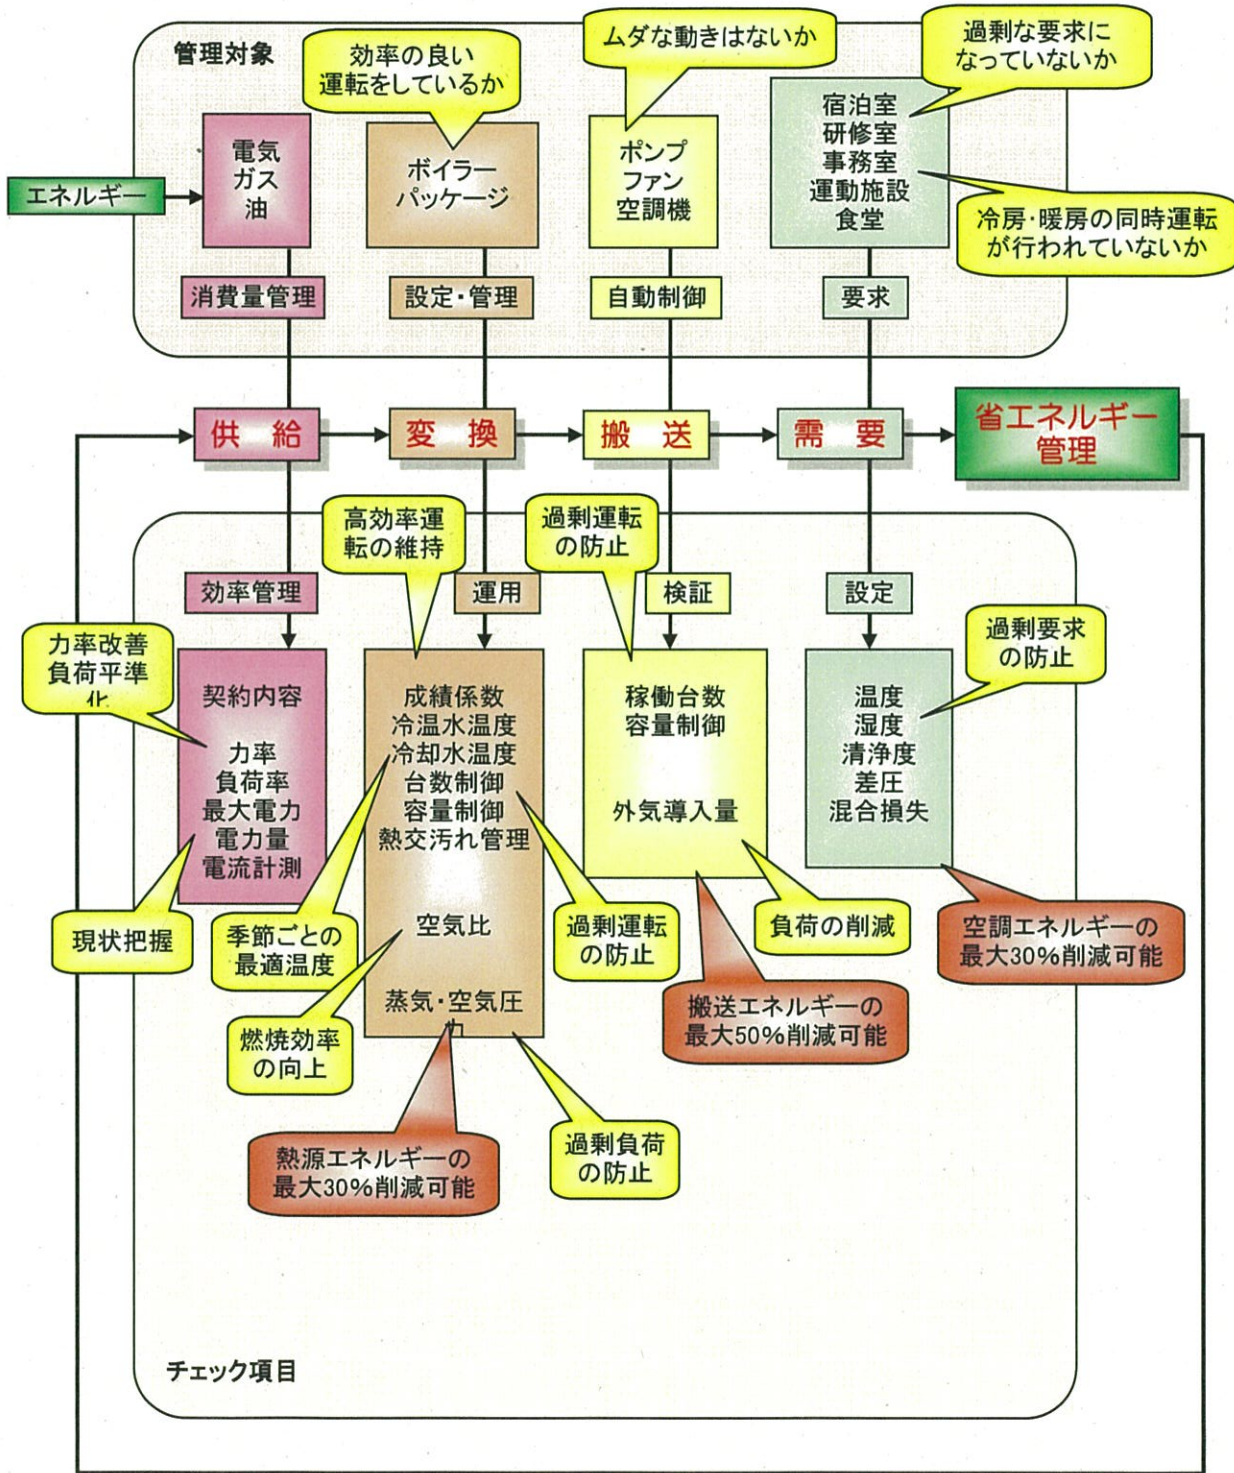 管理対象
効率の良い
運転をしているか
ムダな動きはないか
過剰な要求に
なっていないか
エネルギー
電気
ガス
油
ボイラー
パッケージ
ポンプ
ファン
空調機
宿泊室
研修室
事務室
運動施設
食堂
冷房・暖房の同時運転
が行われていないか
消費量管理
設定・管理
自動制御
要求
供 給
変 換
搬 送
需 要
省エネルギー
管理
高効率運
転の維持
過剰運転
の防止
効率管理
運用
検証
設定
力率改善
負荷平準
化
過剰要求
の防止
契約内容
力率
負荷率
最大電力
電力量
電流計測
成績係数
冷温水温度
冷却水温度
台数制御
容量制御
熱交汚れ管理
空気比
蒸気・空気圧
力
稼働台数
容量制御
外気導入量
温度
湿度
清浄度
差圧
混合損失
現状把握
季節ごとの
最適温度
過剰運転
の防止
負荷の削減
空調エネルギーの
最大30%削減可能
燃焼効率
の向上
搬送エネルギーの
最大50%削減可能
熱源エネルギーの
最大30%削減可能
過剰負荷
の防止
チェック項目